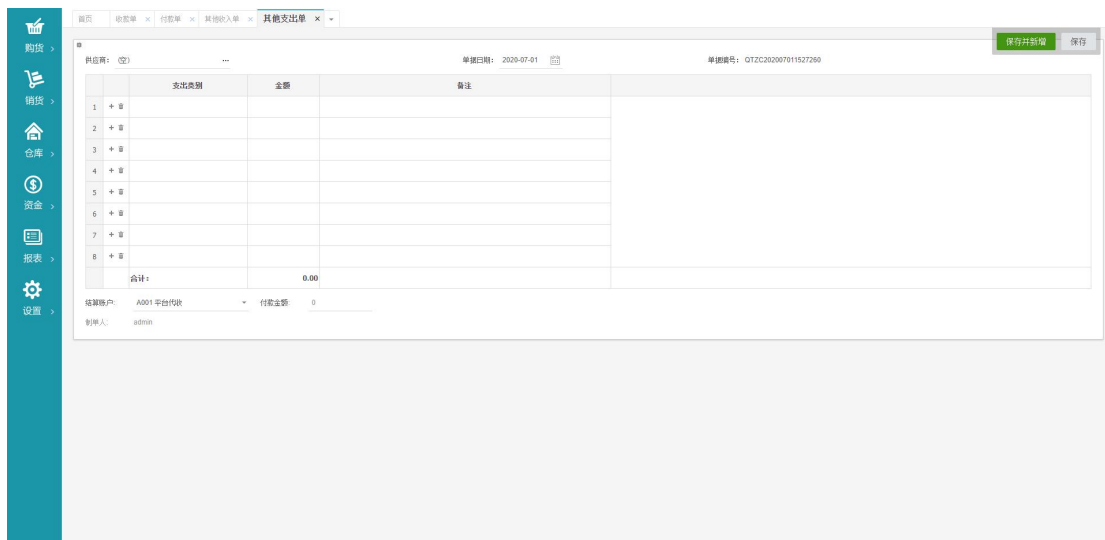 首页 收款单 × 付款单 × 其他收入单 × 其他支出单 ×
购货 ›
销货 ›
仓库 ›
资金 ›
报表 ›
设置 ›
保存并新增 保存
供应商： (空) ... 单据日期： 2020-07-01 单据编号： QTZC202007011527260
支出类别 金额 备注
1 +
2 +
3 +
4 +
5 +
6 +
7 +
8 +
合计： 0.00
结算账户： A001 平台代收 付款金额： 0
制单人： admin